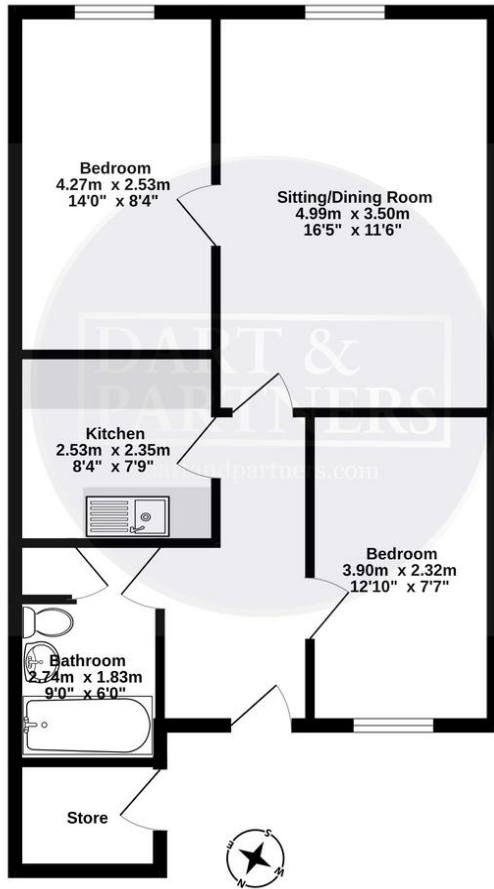 Bedroom
4.27m x 2.53m
14'0" x 8'4"
Sitting/Dining Room
4.99m x 3.50m
16'5" x 11'6"
DART &
PARTNERS
dartandpartners.com
Kitchen
2.53m x 2.35m
8'4" x 7'9"
Bedroom
3.90m x 2.32m
12'10" x 7'7"
Bathroom
2.74m x 1.83m
9'0" x 6'0"
Store
S
E
W
N